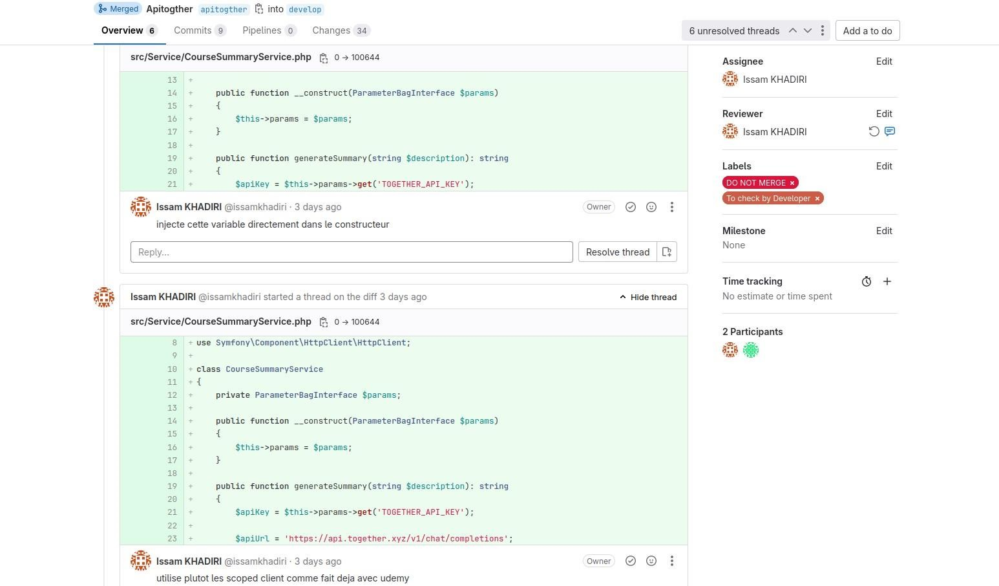 Merged Apitogther apitogther into develop
Overview 6 Commits 9 Pipelines 0 Changes 34
6 unresolved threads Add a to do
src/Service/CourseSummaryService.php 0 → 100644
13 +
14 + public function __construct(ParameterBagInterface $params)
15 + {
16 + $this->params = $params;
17 + }
18 +
19 + public function generateSummary(string $description): string
20 + {
21 + $apiKey = $this->params->get('TOGETHER_API_KEY');
Issam KHADIRI @issamkhadiri · 3 days ago Owner
injecte cette variable directement dans le constructeur
Reply... Resolve thread
Issam KHADIRI @issamkhadiri started a thread on the diff 3 days ago Hide thread
src/Service/CourseSummaryService.php 0 → 100644
8 + use Symfony\Component\HttpClient\HttpClient;
9 +
10 + class CourseSummaryService
11 + {
12 + private ParameterBagInterface $params;
13 +
14 + public function __construct(ParameterBagInterface $params)
15 + {
16 + $this->params = $params;
17 + }
18 +
19 + public function generateSummary(string $description): string
20 + {
21 + $apiKey = $this->params->get('TOGETHER_API_KEY');
22 +
23 + $apiUrl = 'https://api.together.xyz/v1/chat/completions';
Issam KHADIRI @issamkhadiri · 3 days ago Owner
utilise plutot les scoped client comme fait deja avec udemy
Assignee Edit
Issam KHADIRI
Reviewer Edit
Issam KHADIRI
Labels Edit
DO NOT MERGE ×
To check by Developer ×
Milestone Edit
None
Time tracking +
No estimate or time spent
2 Participants